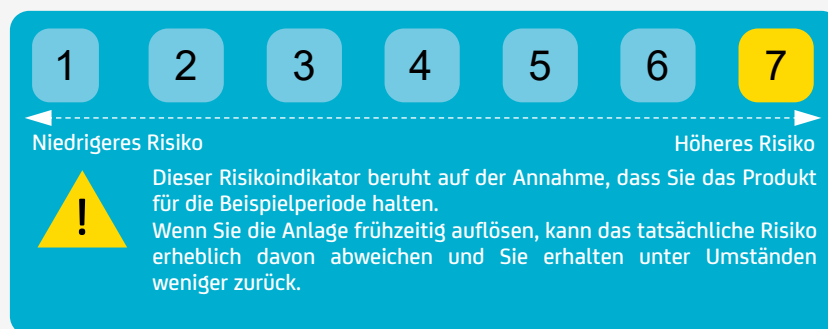 1 2 3 4 5 6 7
Niedrigeres Risiko Höheres Risiko
!
Dieser Risikoindikator beruht auf der Annahme, dass Sie das Produkt
für die Beispielperiode halten.
Wenn Sie die Anlage frühzeitig auflösen, kann das tatsächliche Risiko
erheblich davon abweichen und Sie erhalten unter Umständen
weniger zurück.